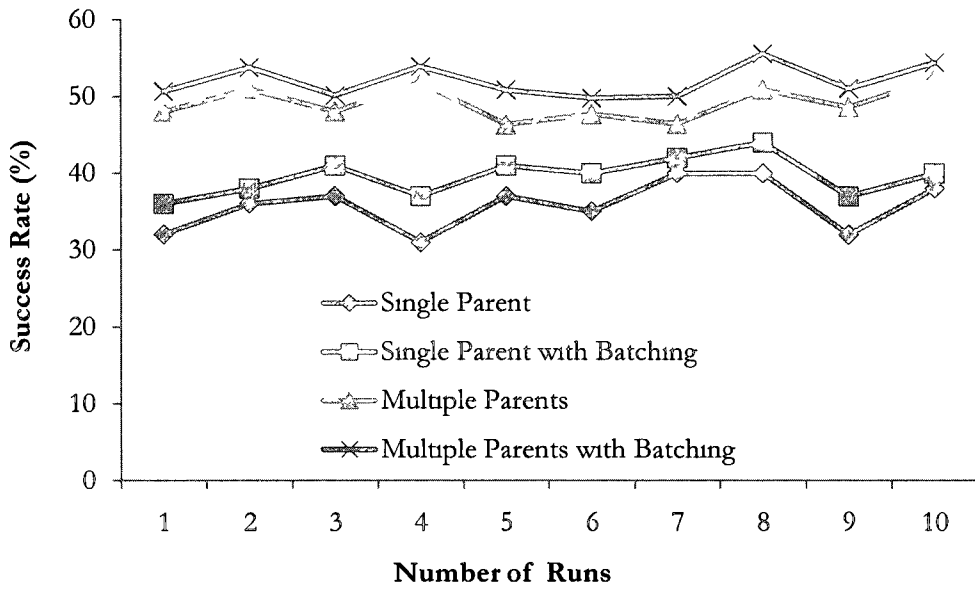 60
50
40
30
20
10
0
Success Rate (%)
Single Parent
Single Parent with Batching
Multiple Parents
Multiple Parents with Batching
1 2 3 4 5 6 7 8 9 10
Number of Runs